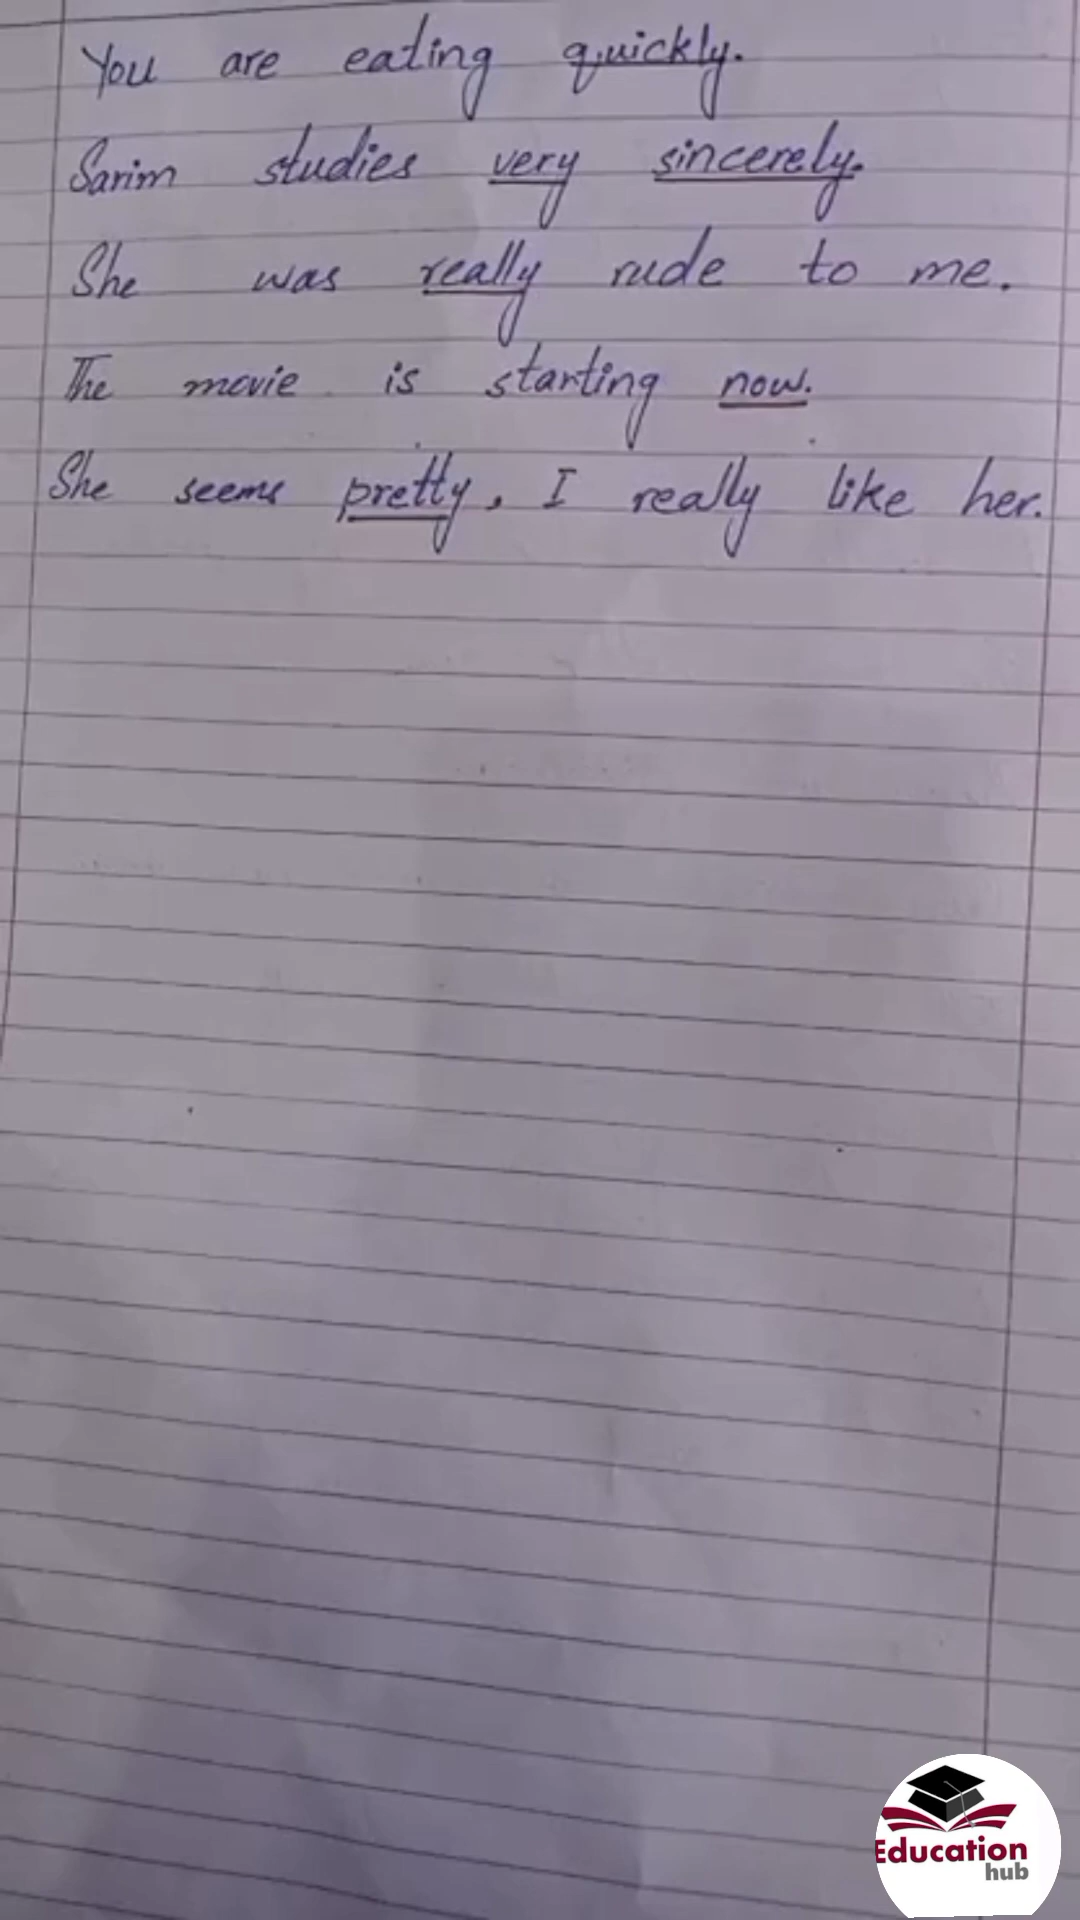 You are eating quickly.
Sarim studies very sincerely.
She was really rude to me.
The movie is starting now.
She seems pretty, I really like her.
Education
hub